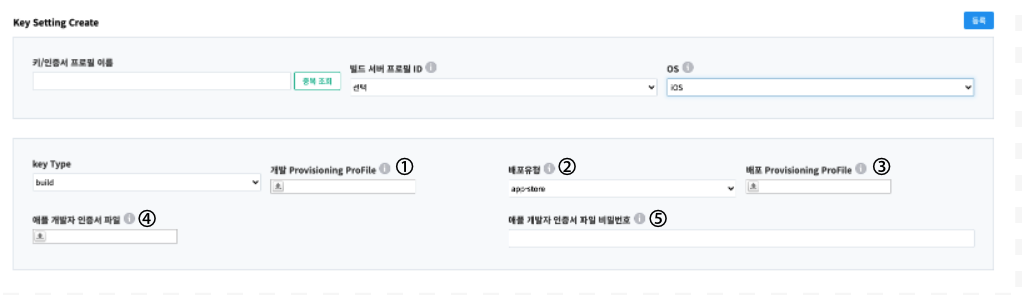 Key Setting Create
등록
키/인증서 프로필 이름
중복 조회
빌드 서버 프로필 ID
선택
OS
iOS
key Type
build
개발 Provisioning ProFile ①
배포유형 ②
app-store
배포 Provisioning ProFile ③
애플 개발자 인증서 파일 ④
애플 개발자 인증서 파일 비밀번호 ⑤